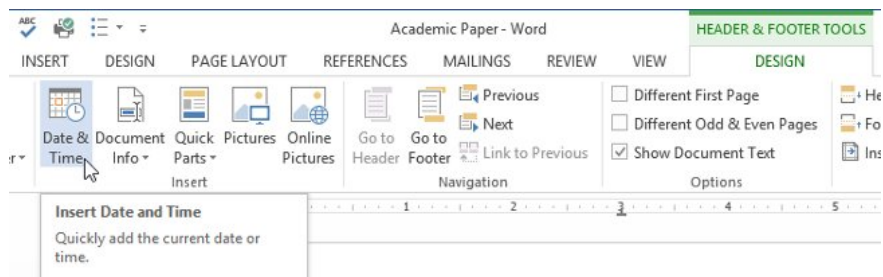 ABC
Academic Paper - Word
HEADER & FOOTER TOOLS
INSERT DESIGN PAGE LAYOUT REFERENCES MAILINGS REVIEW VIEW DESIGN
Date & Time
Document Info
Quick Parts
Pictures
Online Pictures
Insert
Go to Header
Go to Footer
Previous
Next
Link to Previous
Navigation
Different First Page
Different Odd & Even Pages
Show Document Text
Options
1 2 3 4 5
Insert Date and Time
Quickly add the current date or
time.